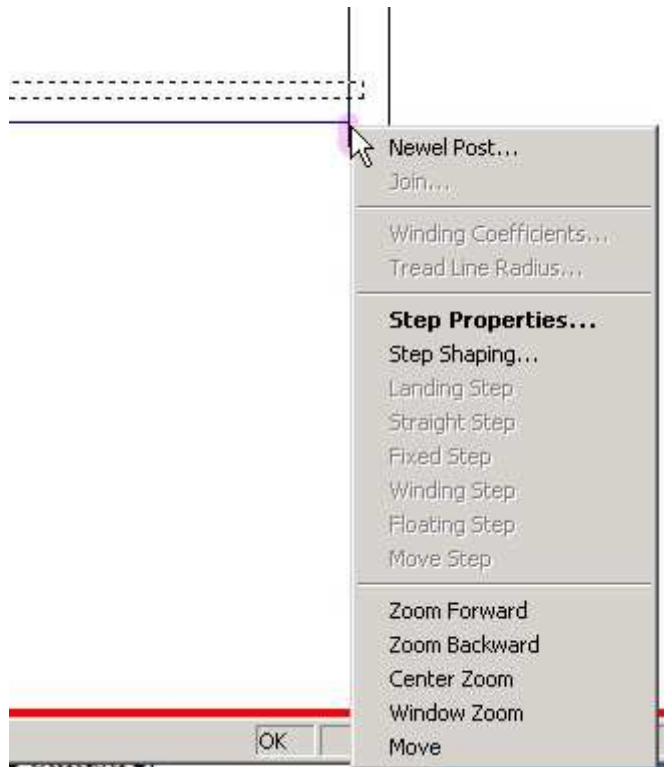 Newel Post...
Join...
Winding Coefficients...
Tread Line Radius...
Step Properties...
Step Shaping...
Landing Step
Straight Step
Fixed Step
Winding Step
Floating Step
Move Step
Zoom Forward
Zoom Backward
Center Zoom
Window Zoom
OK
Move